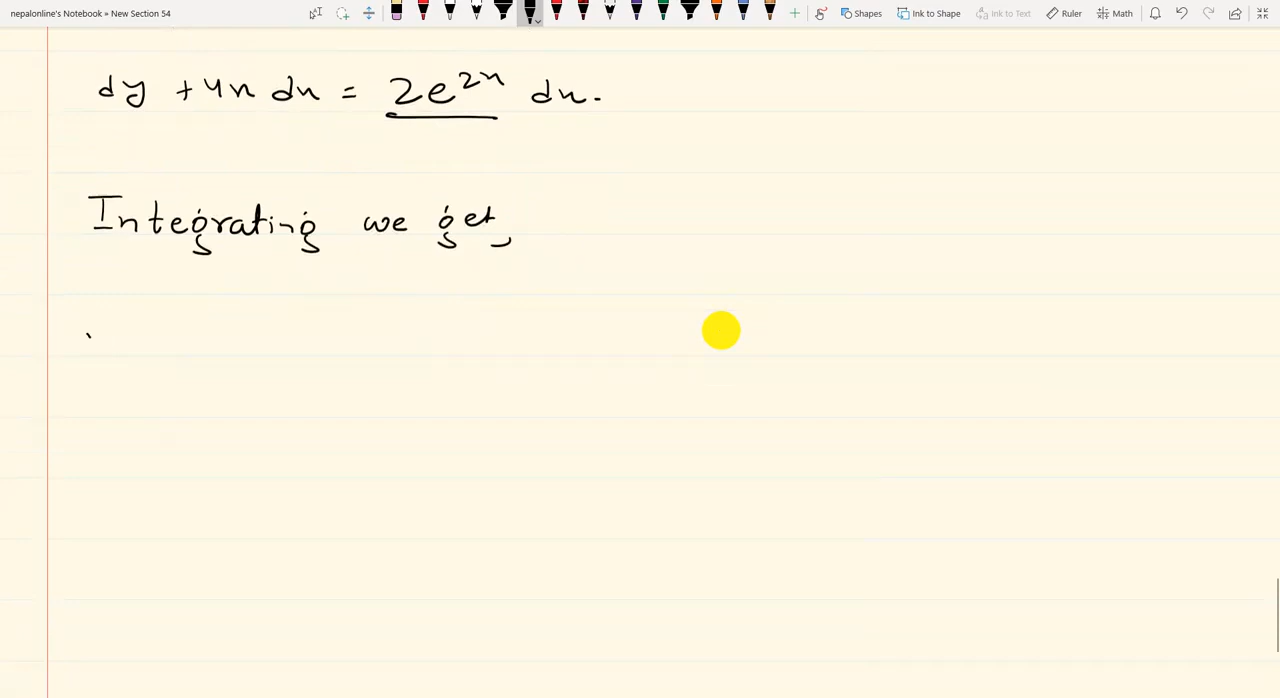 nepalonline's Notebook » New Section 54
Shapes Ink to Shape Ink to Text Ruler Math
dy + 4x dx = 2e^{2x} dx.
Integrating we get,